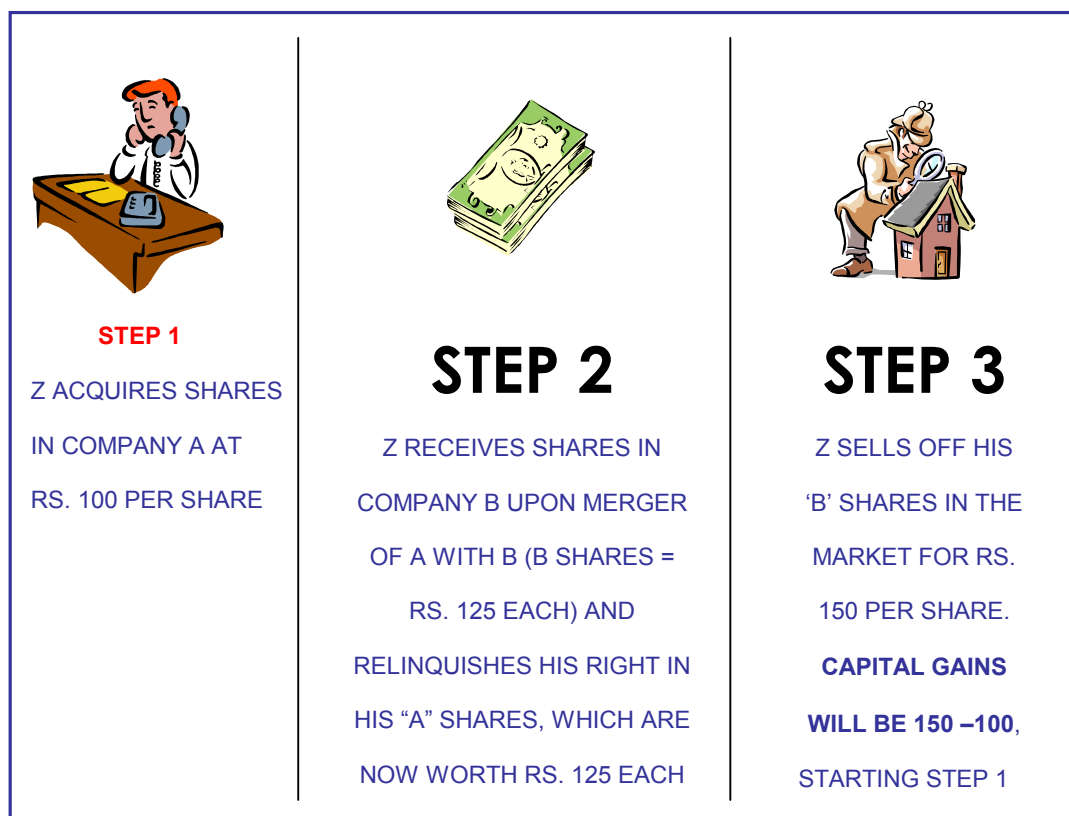 STEP 1
Z ACQUIRES SHARES
IN COMPANY A AT
RS. 100 PER SHARE
STEP 2
Z RECEIVES SHARES IN
COMPANY B UPON MERGER
OF A WITH B (B SHARES =
RS. 125 EACH) AND
RELINQUISHES HIS RIGHT IN
HIS “A” SHARES, WHICH ARE
NOW WORTH RS. 125 EACH
STEP 3
Z SELLS OFF HIS
‘B’ SHARES IN THE
MARKET FOR RS.
150 PER SHARE.
CAPITAL GAINS
WILL BE 150 –100,
STARTING STEP 1